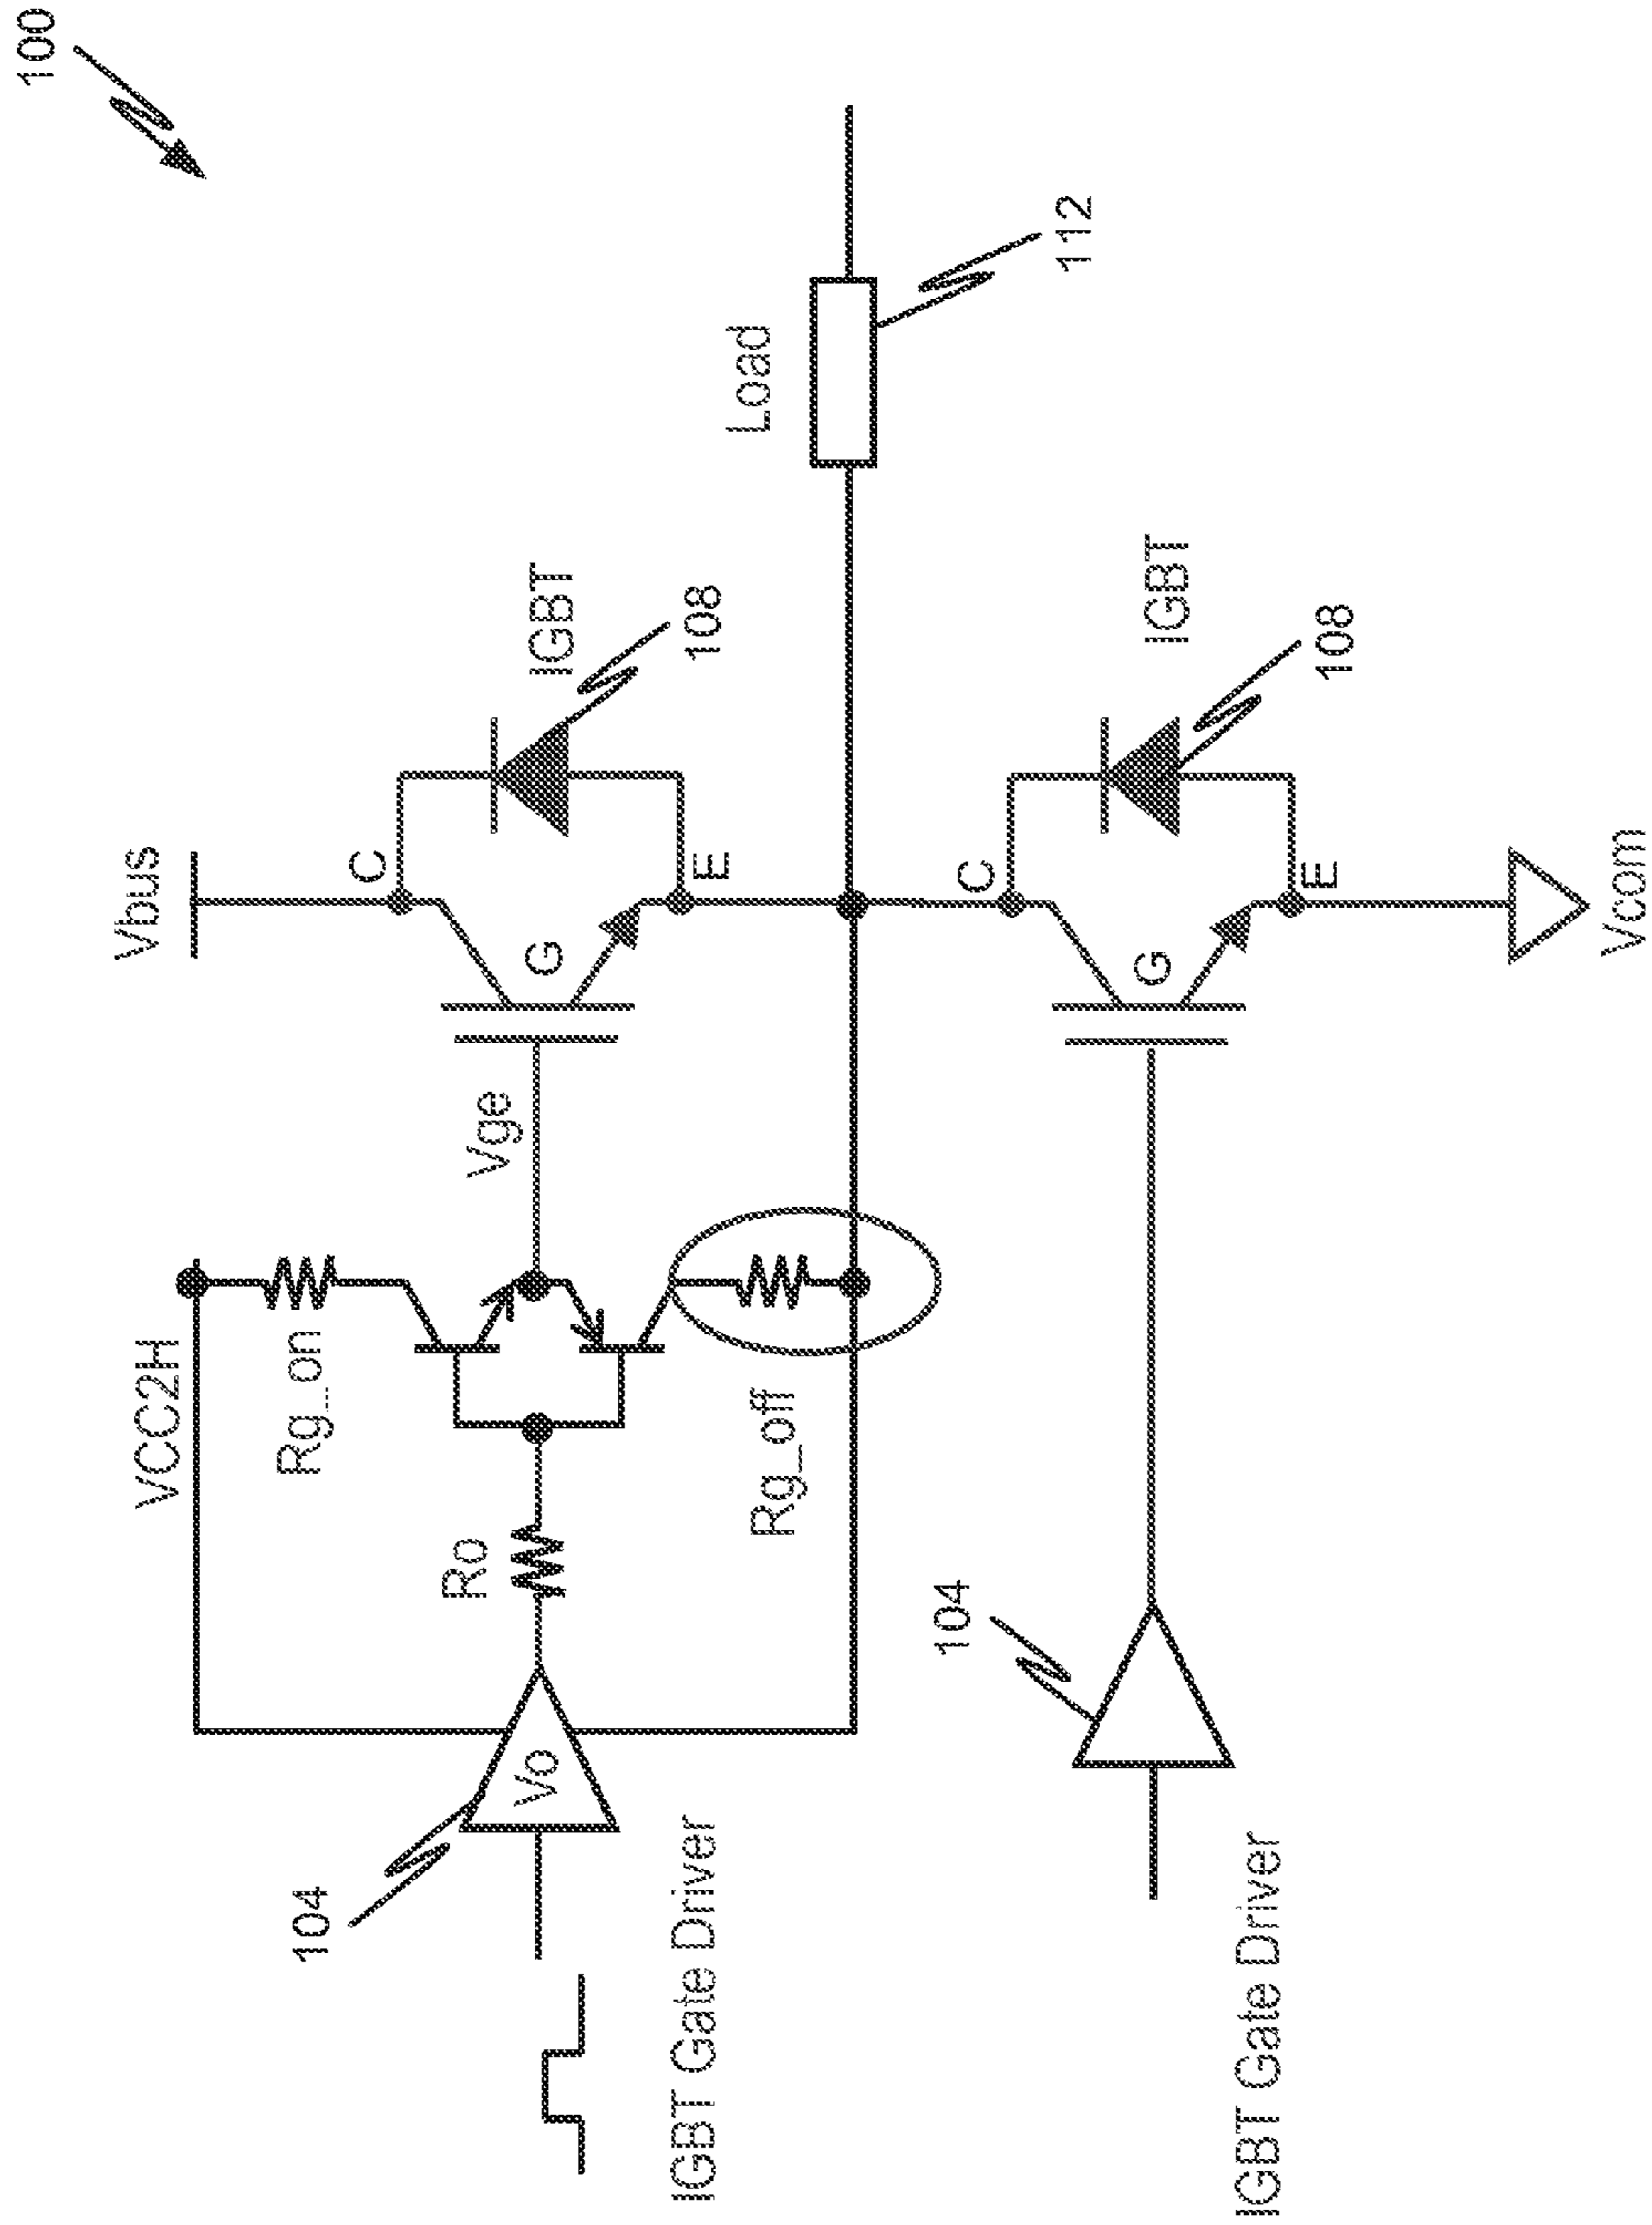 100
Vbus
VCC2H
Rg_on
C
104
Vge
G
IGBT
108
Ro
Vo
E
Load
Rg_off
IGBT Gate Driver
112
C
104
G
IGBT
108
E
IGBT Gate Driver
Vcom